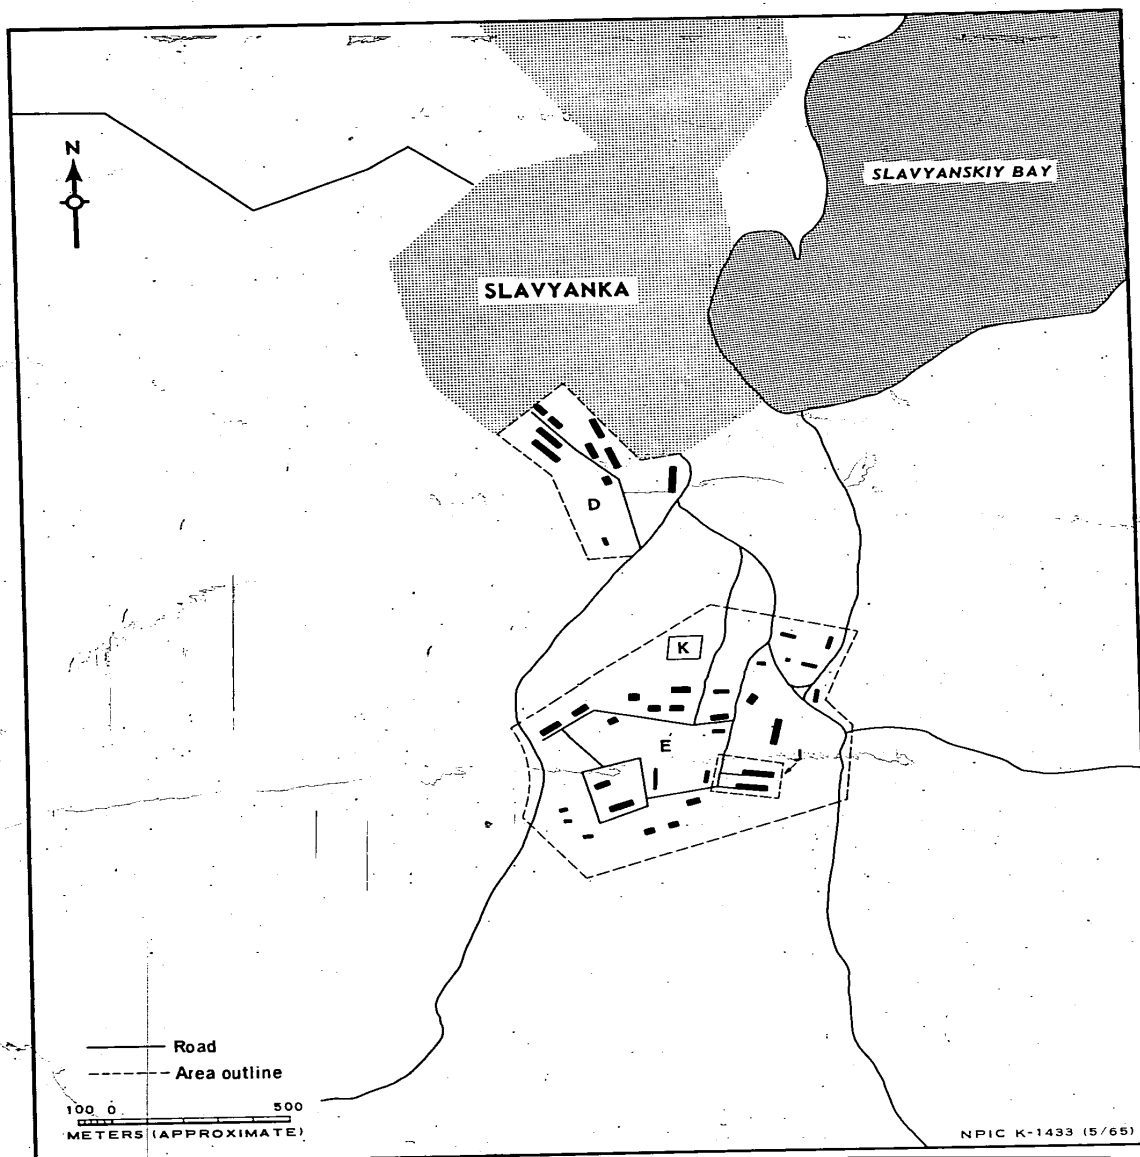 N
SLAVYANSKIY BAY
SLAVYANKA
D
K
E
I
Road
Area outline
100 0 500
METERS (APPROXIMATE)
NPIC K-1433 (5/65)